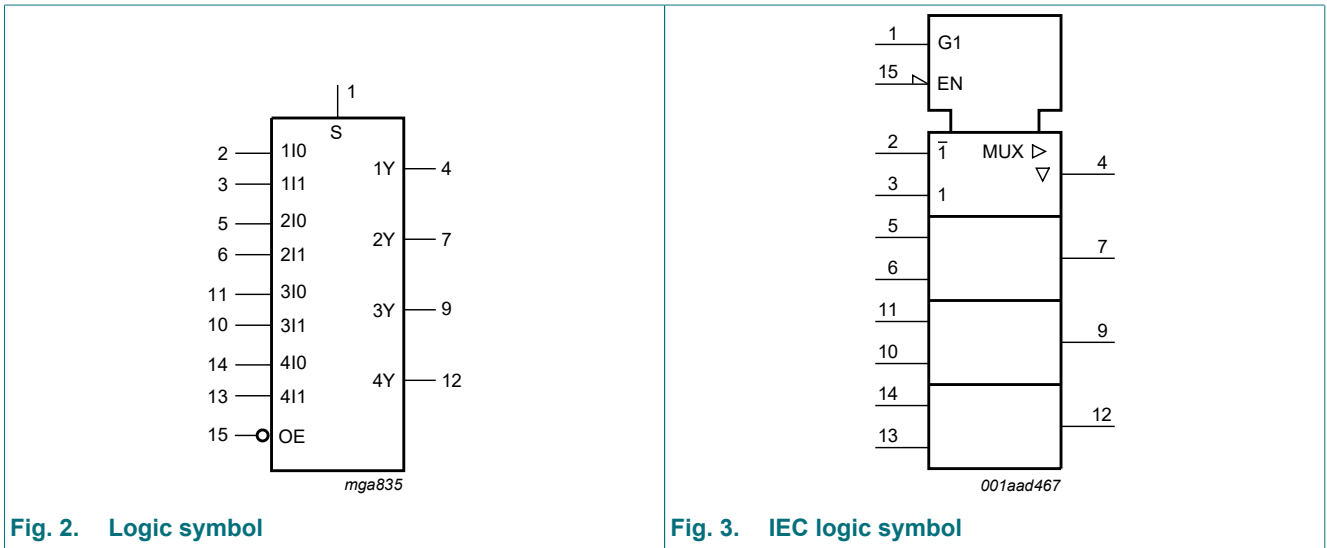 1
S
2 1I0
1Y 4
3 1I1
5 2I0
2Y 7
6 2I1
11 3I0
3Y 9
10 3I1
14 4I0
4Y 12
13 4I1
15 OE
mga835
Fig. 2. Logic symbol
1 G1
15 EN
2 1̅ MUX
4
3 1
5
7
6
11
9
10
14
12
13
001aad467
Fig. 3. IEC logic symbol